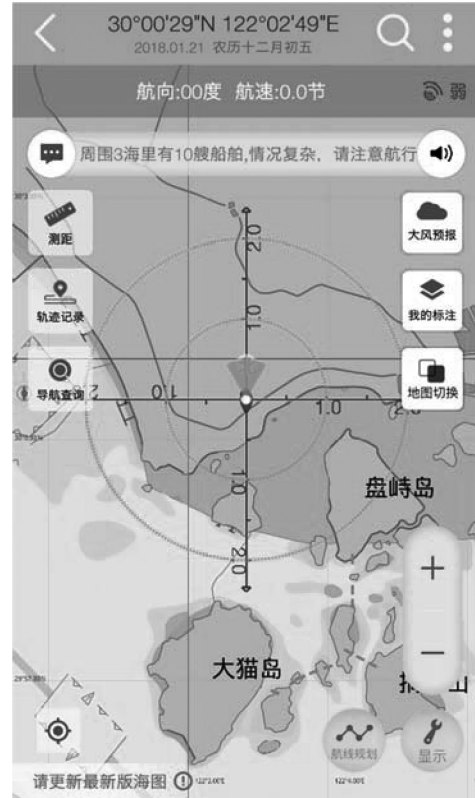 30°00'29"N 122°02'49"E
2018.01.21 农历十二月初五
航向:00度 航速:0.0节
弱
周围3海里有10艘船舶,情况复杂，请注意航行
测距
大风预报
轨迹记录
我的标注
导航查询
地图切换
2.0
1.0
2.0
1.0
1.0
2.0
1.0
2.0
盘峙岛
大猫岛
+
−
山
航线规划
显示
请更新最新版海图